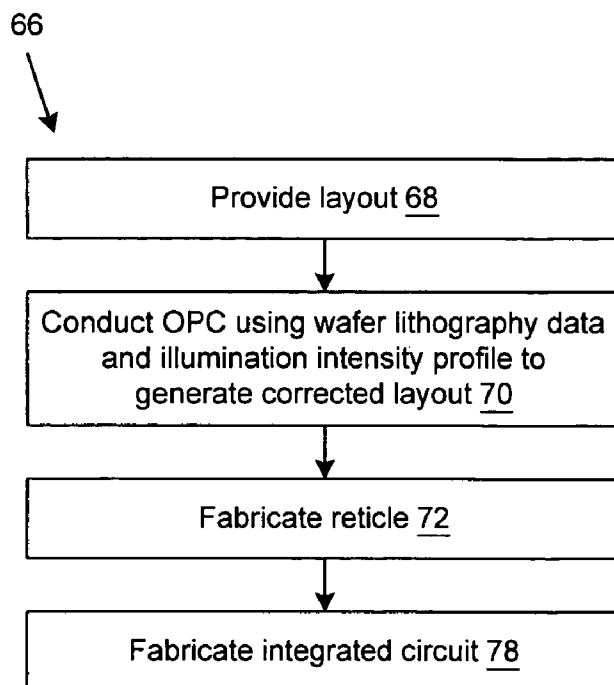 66
Provide layout 68
Conduct OPC using wafer lithography data
and illumination intensity profile to
generate corrected layout 70
Fabricate reticle 72
Fabricate integrated circuit 78